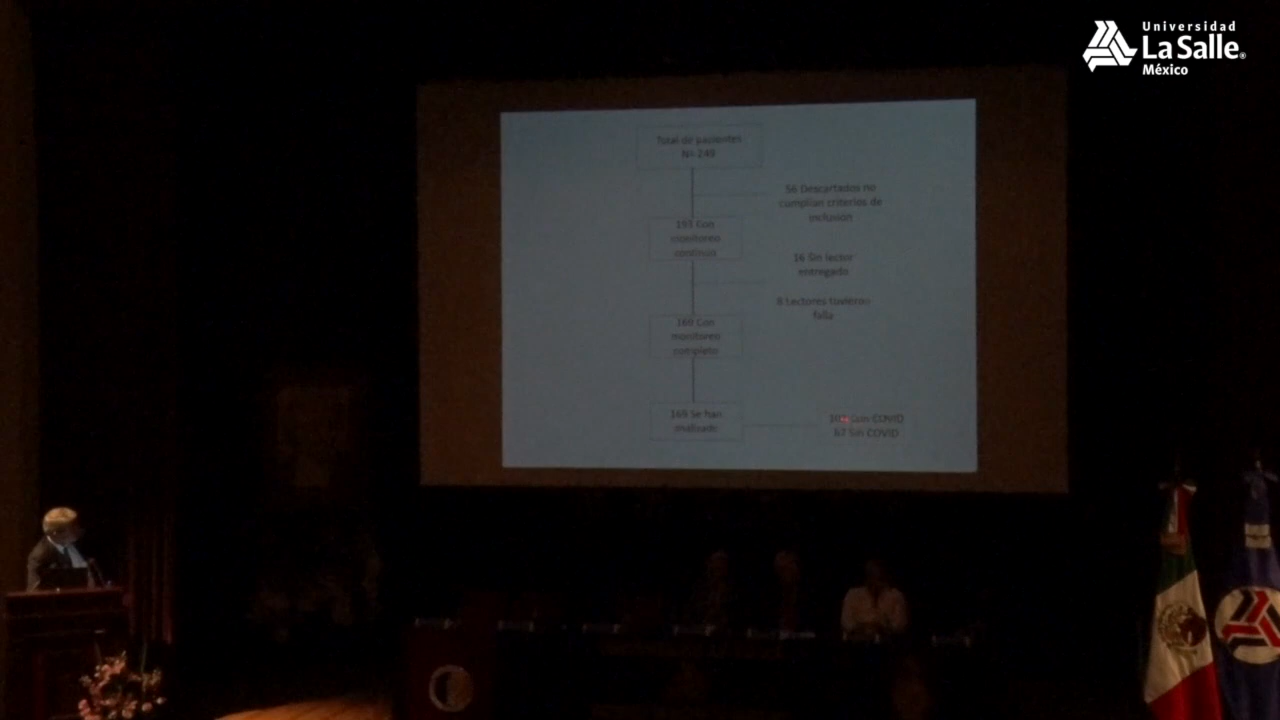 Universidad
La Salle®
México
Total de pacientes
Nº 249
56 Descartados no
cumplían criterios de
inclusión
193 Con
monitoreo
continuo
16 Sin lector
entregado
8 Lectores tuvieron
falla
169 Con
monitoreo
completo
169 Se han
analizado
Con COVID
67 Sin COVID